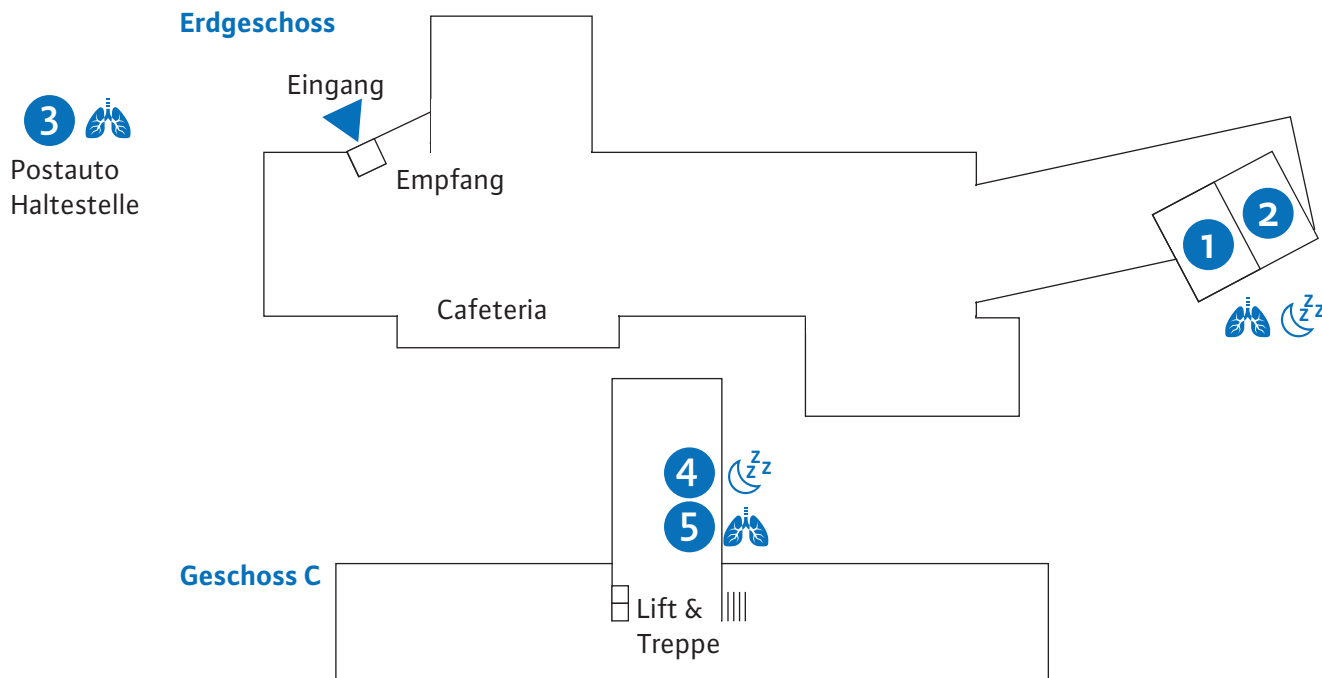 Erdgeschoss
Eingang
3
Postauto
Haltestelle
Empfang
1
2
Cafeteria
z z z
4
z z z
5
Geschoss C
Lift &
Treppe